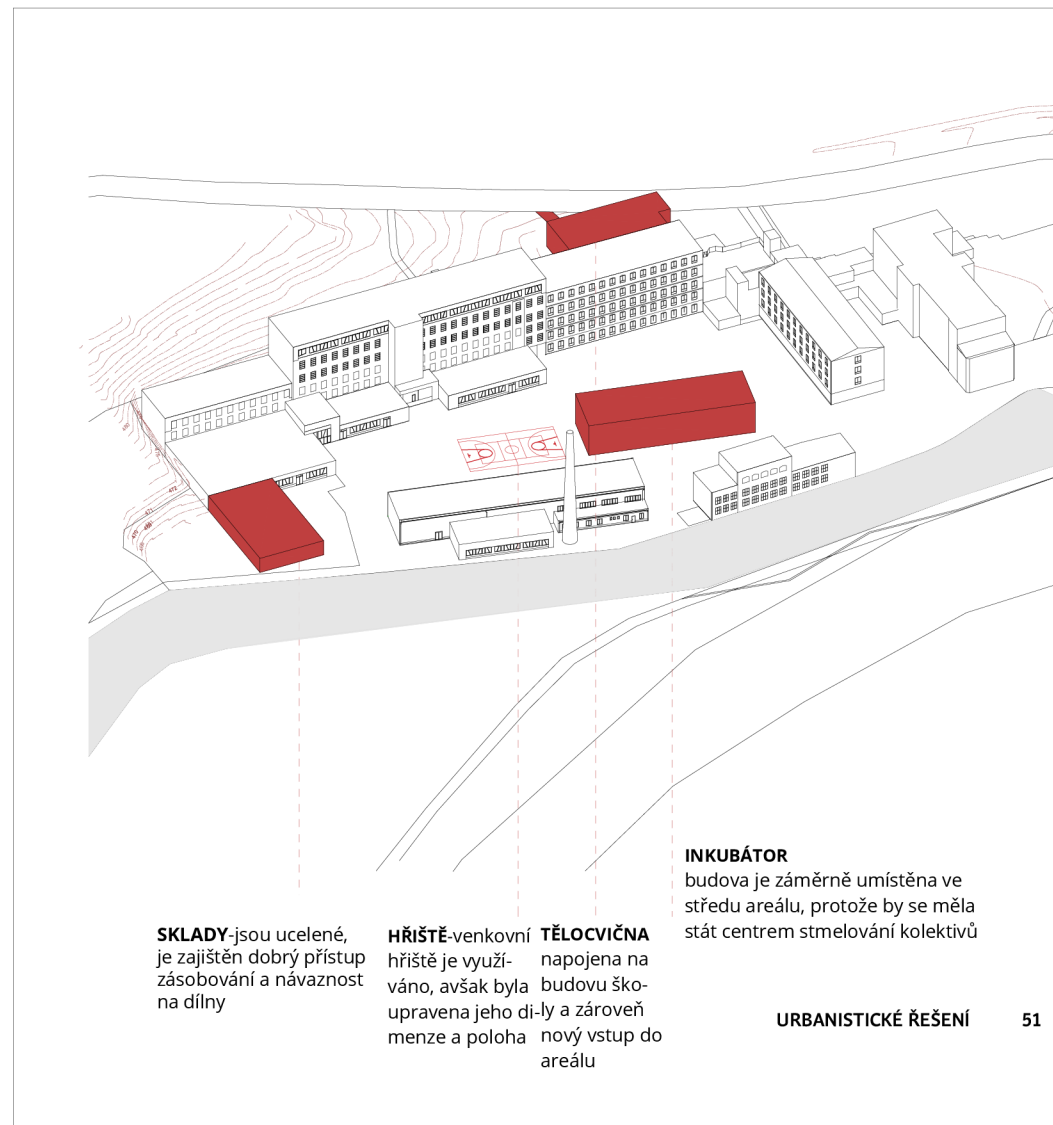 472
471
INKUBÁTOR
budova je záměrně umístěna ve
středu areálu, protože by se měla
stát centrem stmelování kolektivů
SKLADY-jsou ucelené,
je zajištěn dobrý přístup
zásobování a návaznost
na dílny
HŘIŠTĚ-venkovní
hřiště je využí-
váno, avšak byla
upravena jeho di-
menze a poloha
TĚLOCVIČNA
napojena na
budovu ško-
ly a zároveň
nový vstup do
areálu
URBANISTICKÉ ŘEŠENÍ 51